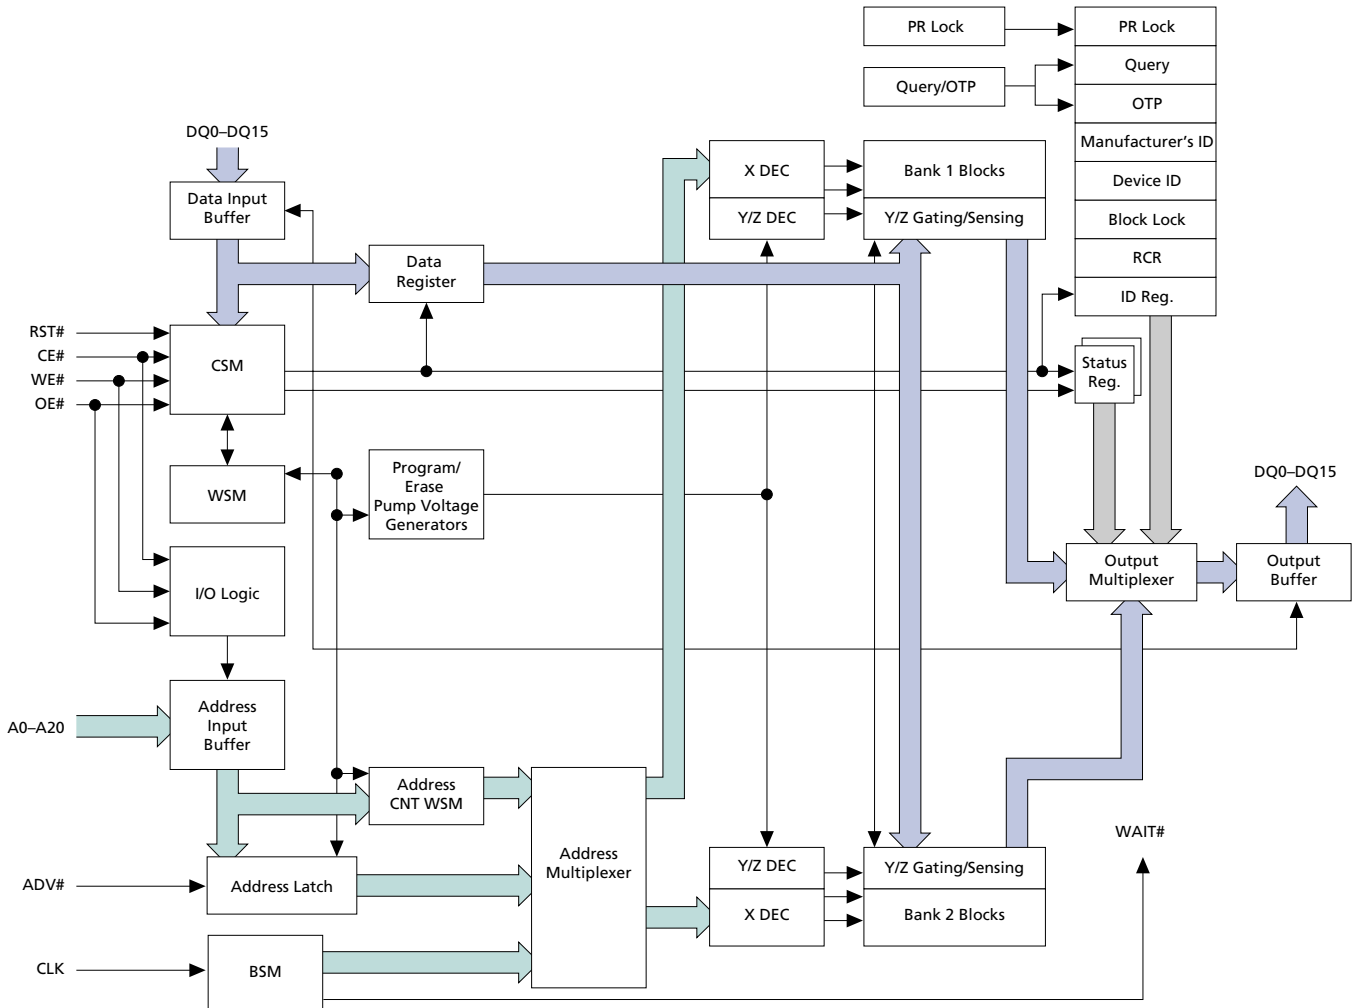 PR Lock
PR Lock
Query/OTP
Query
OTP
Manufacturer's ID
Device ID
Block Lock
RCR
ID Reg.
DQ0–DQ15
Data Input
Buffer
Data
Register
X DEC
Y/Z DEC
Bank 1 Blocks
Y/Z Gating/Sensing
RST#
CE#
WE#
OE#
CSM
Status
Reg.
WSM
Program/
Erase
Pump Voltage
Generators
DQ0–DQ15
I/O Logic
Output
Multiplexer
Output
Buffer
A0–A20
Address
Input
Buffer
Address
CNT WSM
Address
Multiplexer
ADV#
Address Latch
Y/Z DEC
X DEC
Y/Z Gating/Sensing
Bank 2 Blocks
WAIT#
CLK
BSM